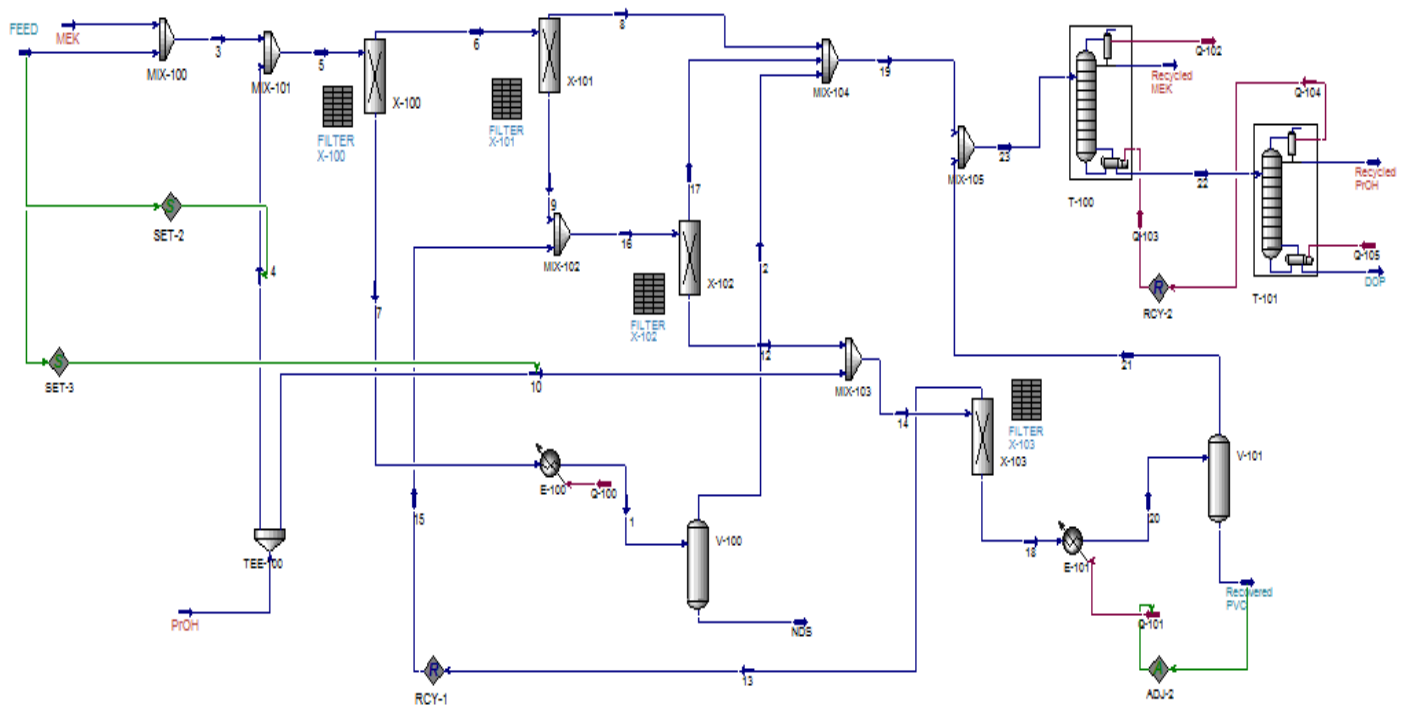 FEED
MEK
MIX-100
3
MIX-101
5
X-100
FILTER
X-100
6
FILTER
X-101
X-101
8
9
MIX-102
16
FILTER
X-102
X-102
17
2
MIX-104
19
MIX-105
23
T-100
Q-102
Recycled
MEK
Q-104
22
Q-103
RCY-2
Recycled
PrOH
Q-105
DOP
T-101
S
SET-2
4
S
SET-3
10
7
12
MIX-103
14
FILTER
X-103
X-103
21
V-101
E-100
Q-100
1
V-100
NDS
15
TEE-100
PrOH
18
E-101
20
Recovered
PVC
Q-101
A
ADJ-2
R
RCY-1
13
R